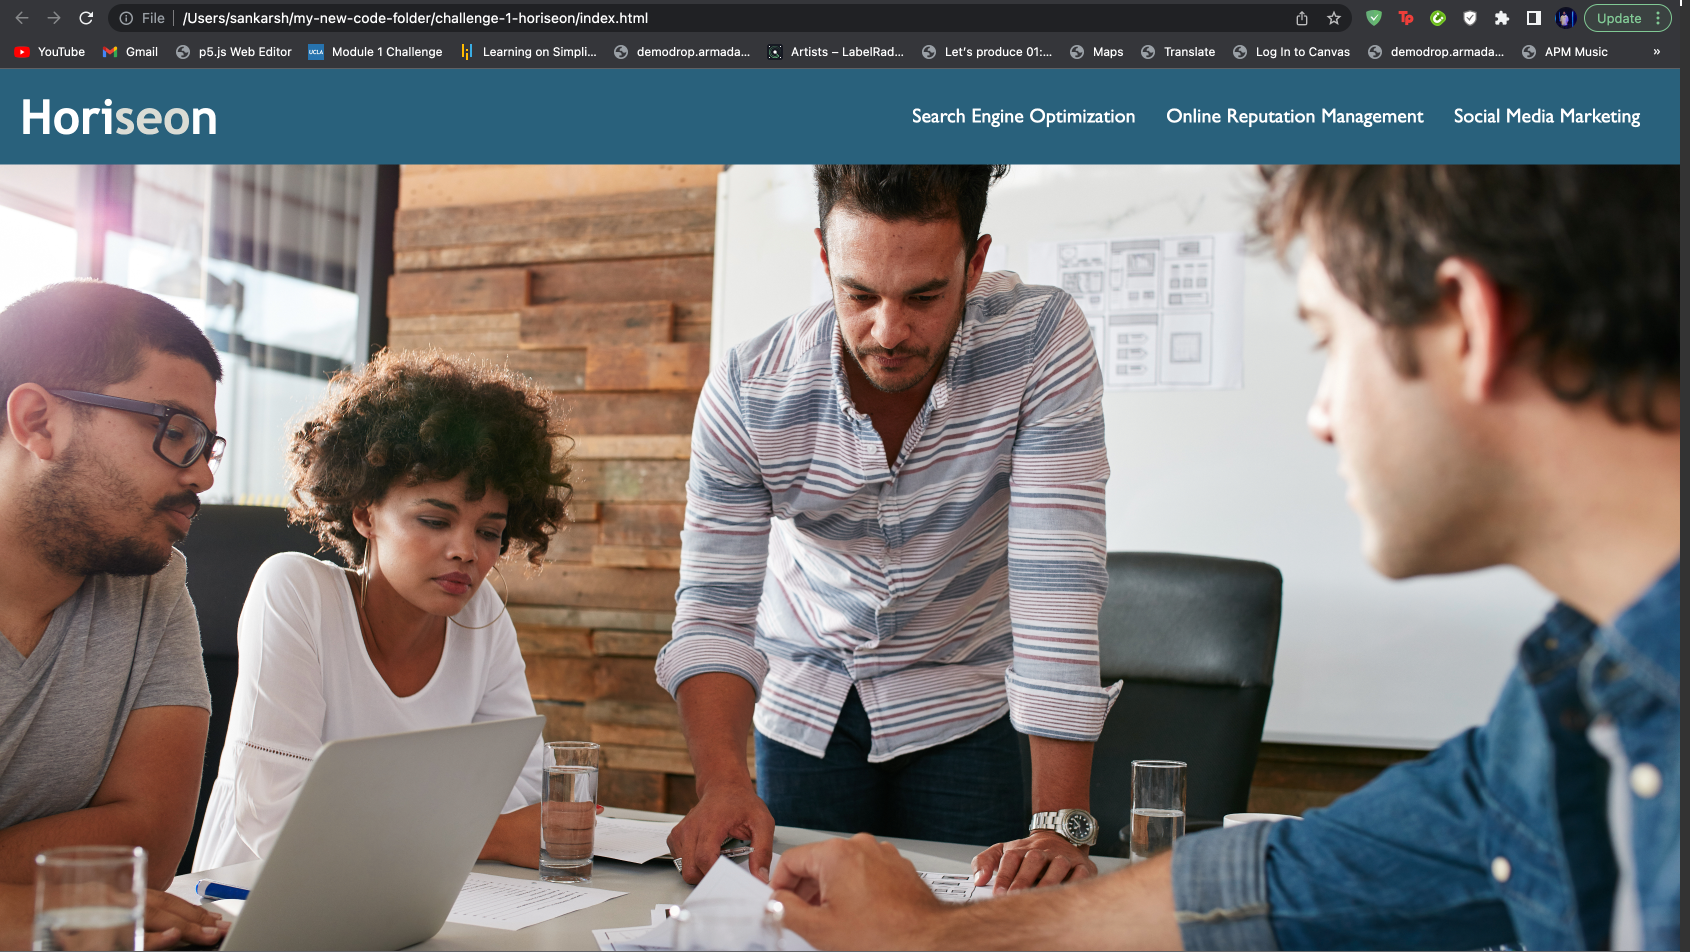 File /Users/sankarsh/my-new-code-folder/challenge-1-horiseon/index.html Tp Update
YouTube Gmail p5.js Web Editor UCLA Module 1 Challenge Learning on Simpli... demodrop.armada... Artists – LabelRad... Let's produce 01:... Maps Translate Log In to Canvas demodrop.armada... APM Music »
Horiseon Search Engine Optimization Online Reputation Management Social Media Marketing